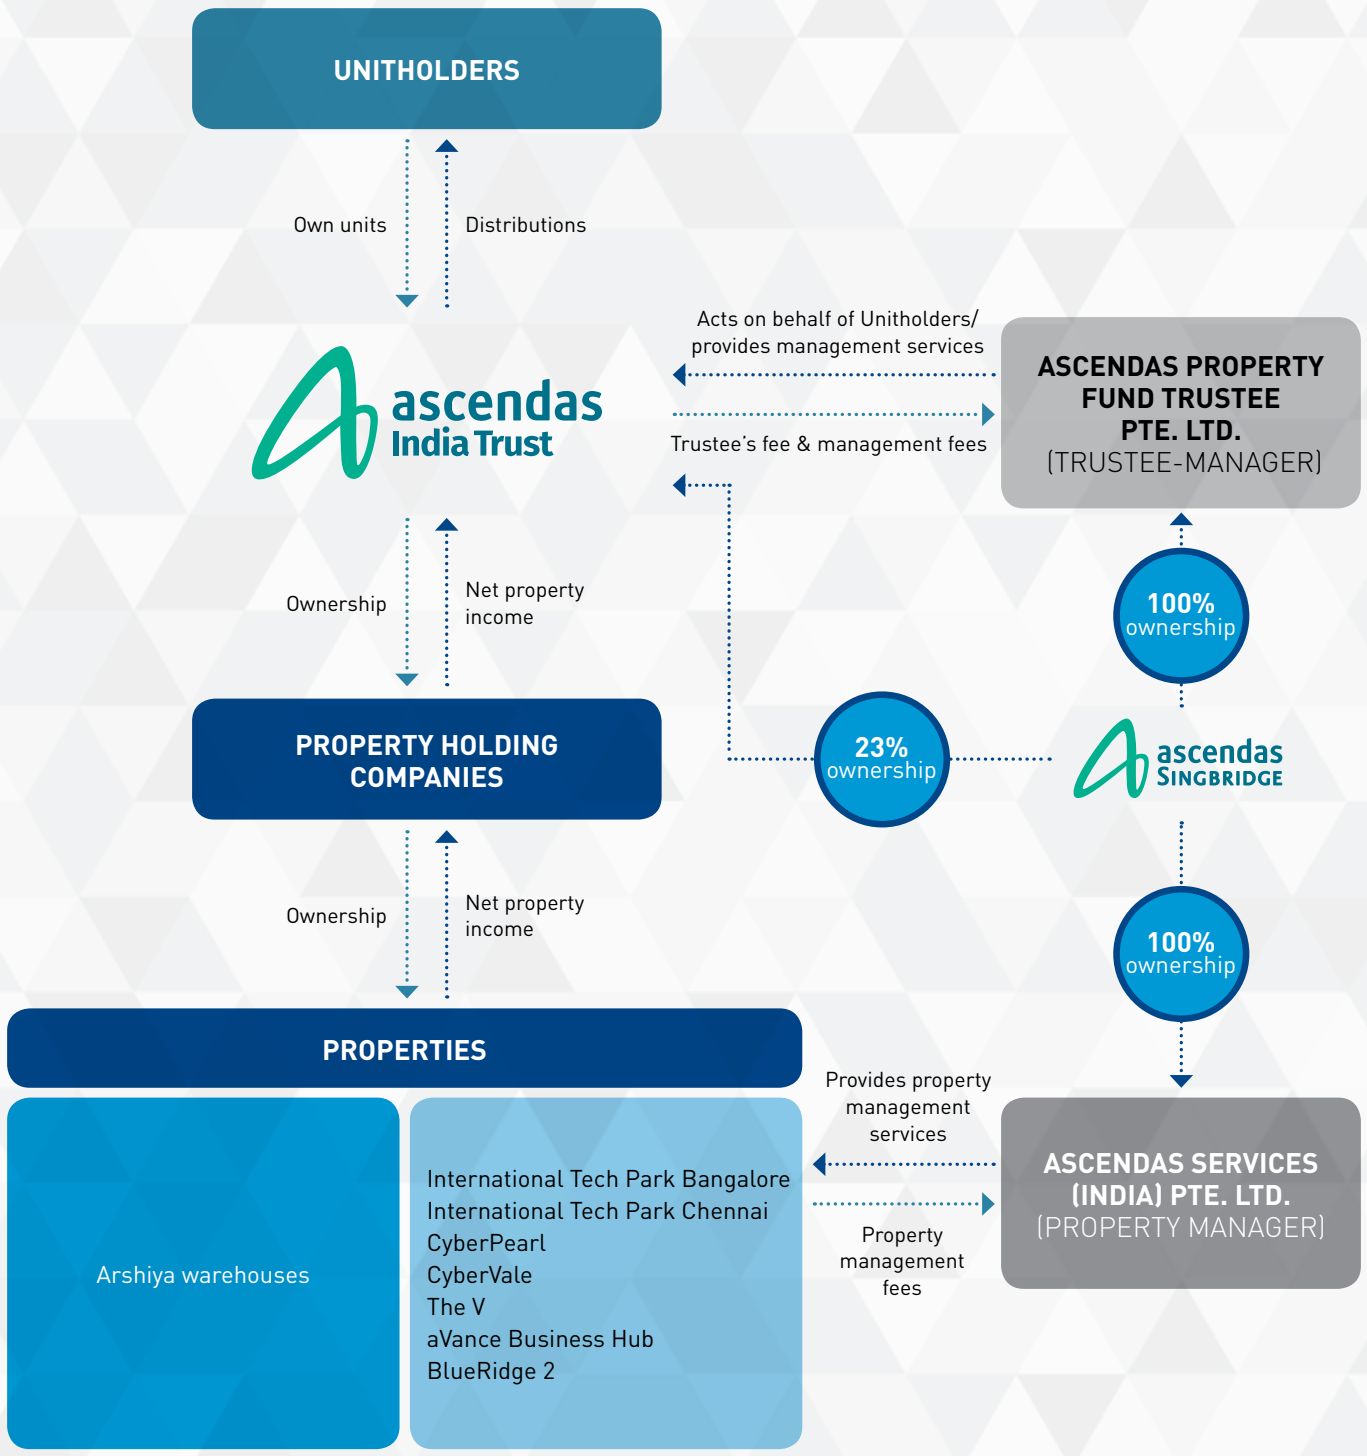 UNITHOLDERS
Own units
Distributions
ascendas
India Trust
Acts on behalf of Unitholders/
provides management services
Trustee’s fee & management fees
ASCENDAS PROPERTY
FUND TRUSTEE
PTE. LTD.
(TRUSTEE-MANAGER)
Ownership
Net property
income
100%
ownership
PROPERTY HOLDING
COMPANIES
23%
ownership
ascendas
SINGBRIDGE
Ownership
Net property
income
100%
ownership
PROPERTIES
Arshiya warehouses
International Tech Park Bangalore
International Tech Park Chennai
CyberPearl
CyberVale
The V
aVance Business Hub
BlueRidge 2
Provides property
management
services
Property
management
fees
ASCENDAS SERVICES
(INDIA) PTE. LTD.
(PROPERTY MANAGER)